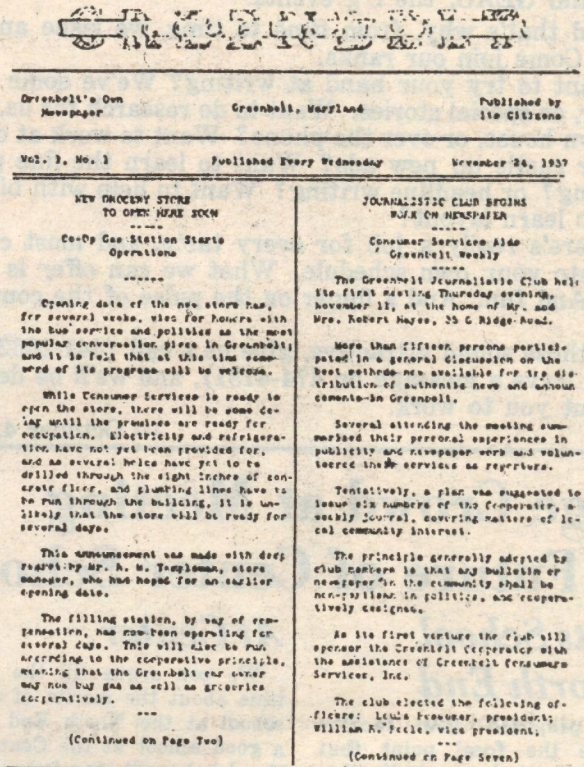 COOPERATOR
Greenbelt's Own
Newspaper
Greenbelt, Maryland
Published by
its Citizens
Vol. 1, No. 1
Published Every Wednesday
November 24, 1937
NEW GROCERY STORE
TO OPEN HERE SOON
Co-Op Gas Station Starts
Operations
Opening date of the store has,
for several weeks, vied for honors with
the bus service and politics as the most
popular conversation piece in Greenbelt;
and it is felt that at this time some
word of its progress will be welcome.
While Consumer Services is ready to
open the store, there will be some de-
lay until the premises are ready for
occupation. Electricity and refrigera-
tion have not yet been provided for,
and as several holes have yet to be
drilled through the eight inches of con-
crete floor, and plumbing lines have to
be run through the building, it is un-
likely that the store will be ready for
several days.
This announcement was made with deep
regret by Mr. R. M. Templeman, store
manager, who had hoped for an earlier
opening date.
The filling station, by way of com-
pensation, has now been operating for
several days. This will also be run
according to the cooperative principle,
meaning that the Greenbelt car owner
may now buy gas as well as groceries
cooperatively.
(Continued on Page Two)
JOURNALISTIC CLUB BEGINS
WORK ON NEWSPAPER
Consumer Services Aids
Greenbelt Weekly
The Greenbelt Journalistic Club held
its first meeting Thursday evening,
November 11, at the home of Mr. and
Mrs. Robert Hayes, 35 C Ridge Road.
More than fifteen persons partici-
pated in a general discussion on the
best methods now available for the dis-
tribution of authentic news and announ
cements in Greenbelt.
Several attending the meeting sum-
marized their personal experiences in
publicity and newspaper work and volun-
teered their services as reporters.
Tentatively, a plan was suggested to
issue six numbers of the Cooperator, a
weekly journal, covering matters of lo-
cal community interest.
The principle generally adopted by
club members is that any bulletin or
newspaper in the community shall be
non-partisan in politics, and coopera-
tively designed.
As its first venture the club will
sponsor the Greenbelt Cooperator with
the assistance of Greenbelt Consumers
Services, Inc.
The club elected the following of-
ficers: Louis president;
William R. Poole, vice president;
(Continued on Page Seven)